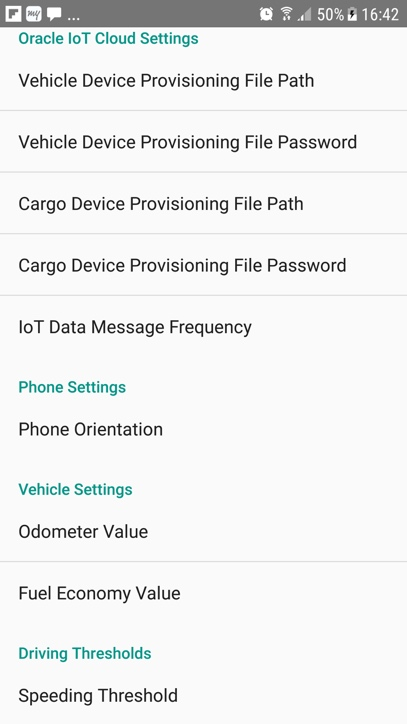 my ... 50% 16:42
Oracle IoT Cloud Settings
Vehicle Device Provisioning File Path
Vehicle Device Provisioning File Password
Cargo Device Provisioning File Path
Cargo Device Provisioning File Password
IoT Data Message Frequency
Phone Settings
Phone Orientation
Vehicle Settings
Odometer Value
Fuel Economy Value
Driving Thresholds
Speeding Threshold